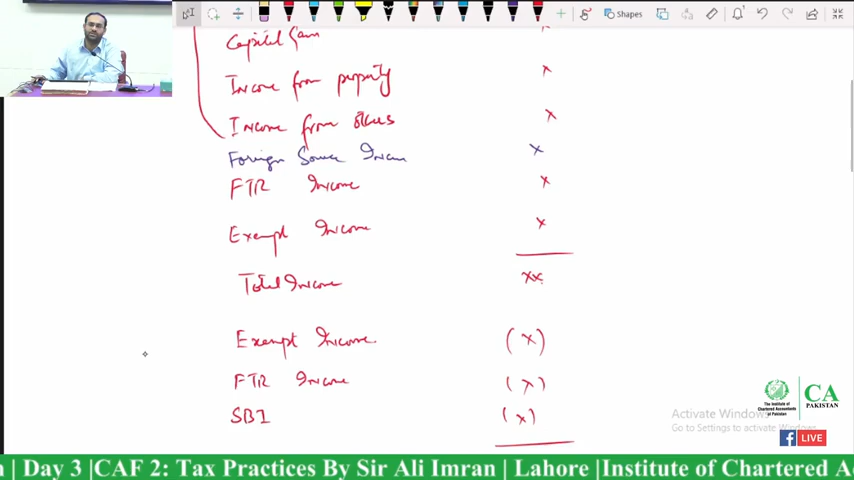 Shapes
Capital Gain x
Income from property x
Income from others x
Foreign Source Income x
FTR Income x
Exempt Income x
Total Income xx
Exempt Income (x)
FTR Income (x)
SBI (x)
The Institute of
Chartered Accountants
of Pakistan
CA
PAKISTAN
Activate Windows
Go to Settings to activate Windows.
LIVE
n | Day 3 |CAF 2: Tax Practices By Sir Ali Imran | Lahore |Institute of Chartered A